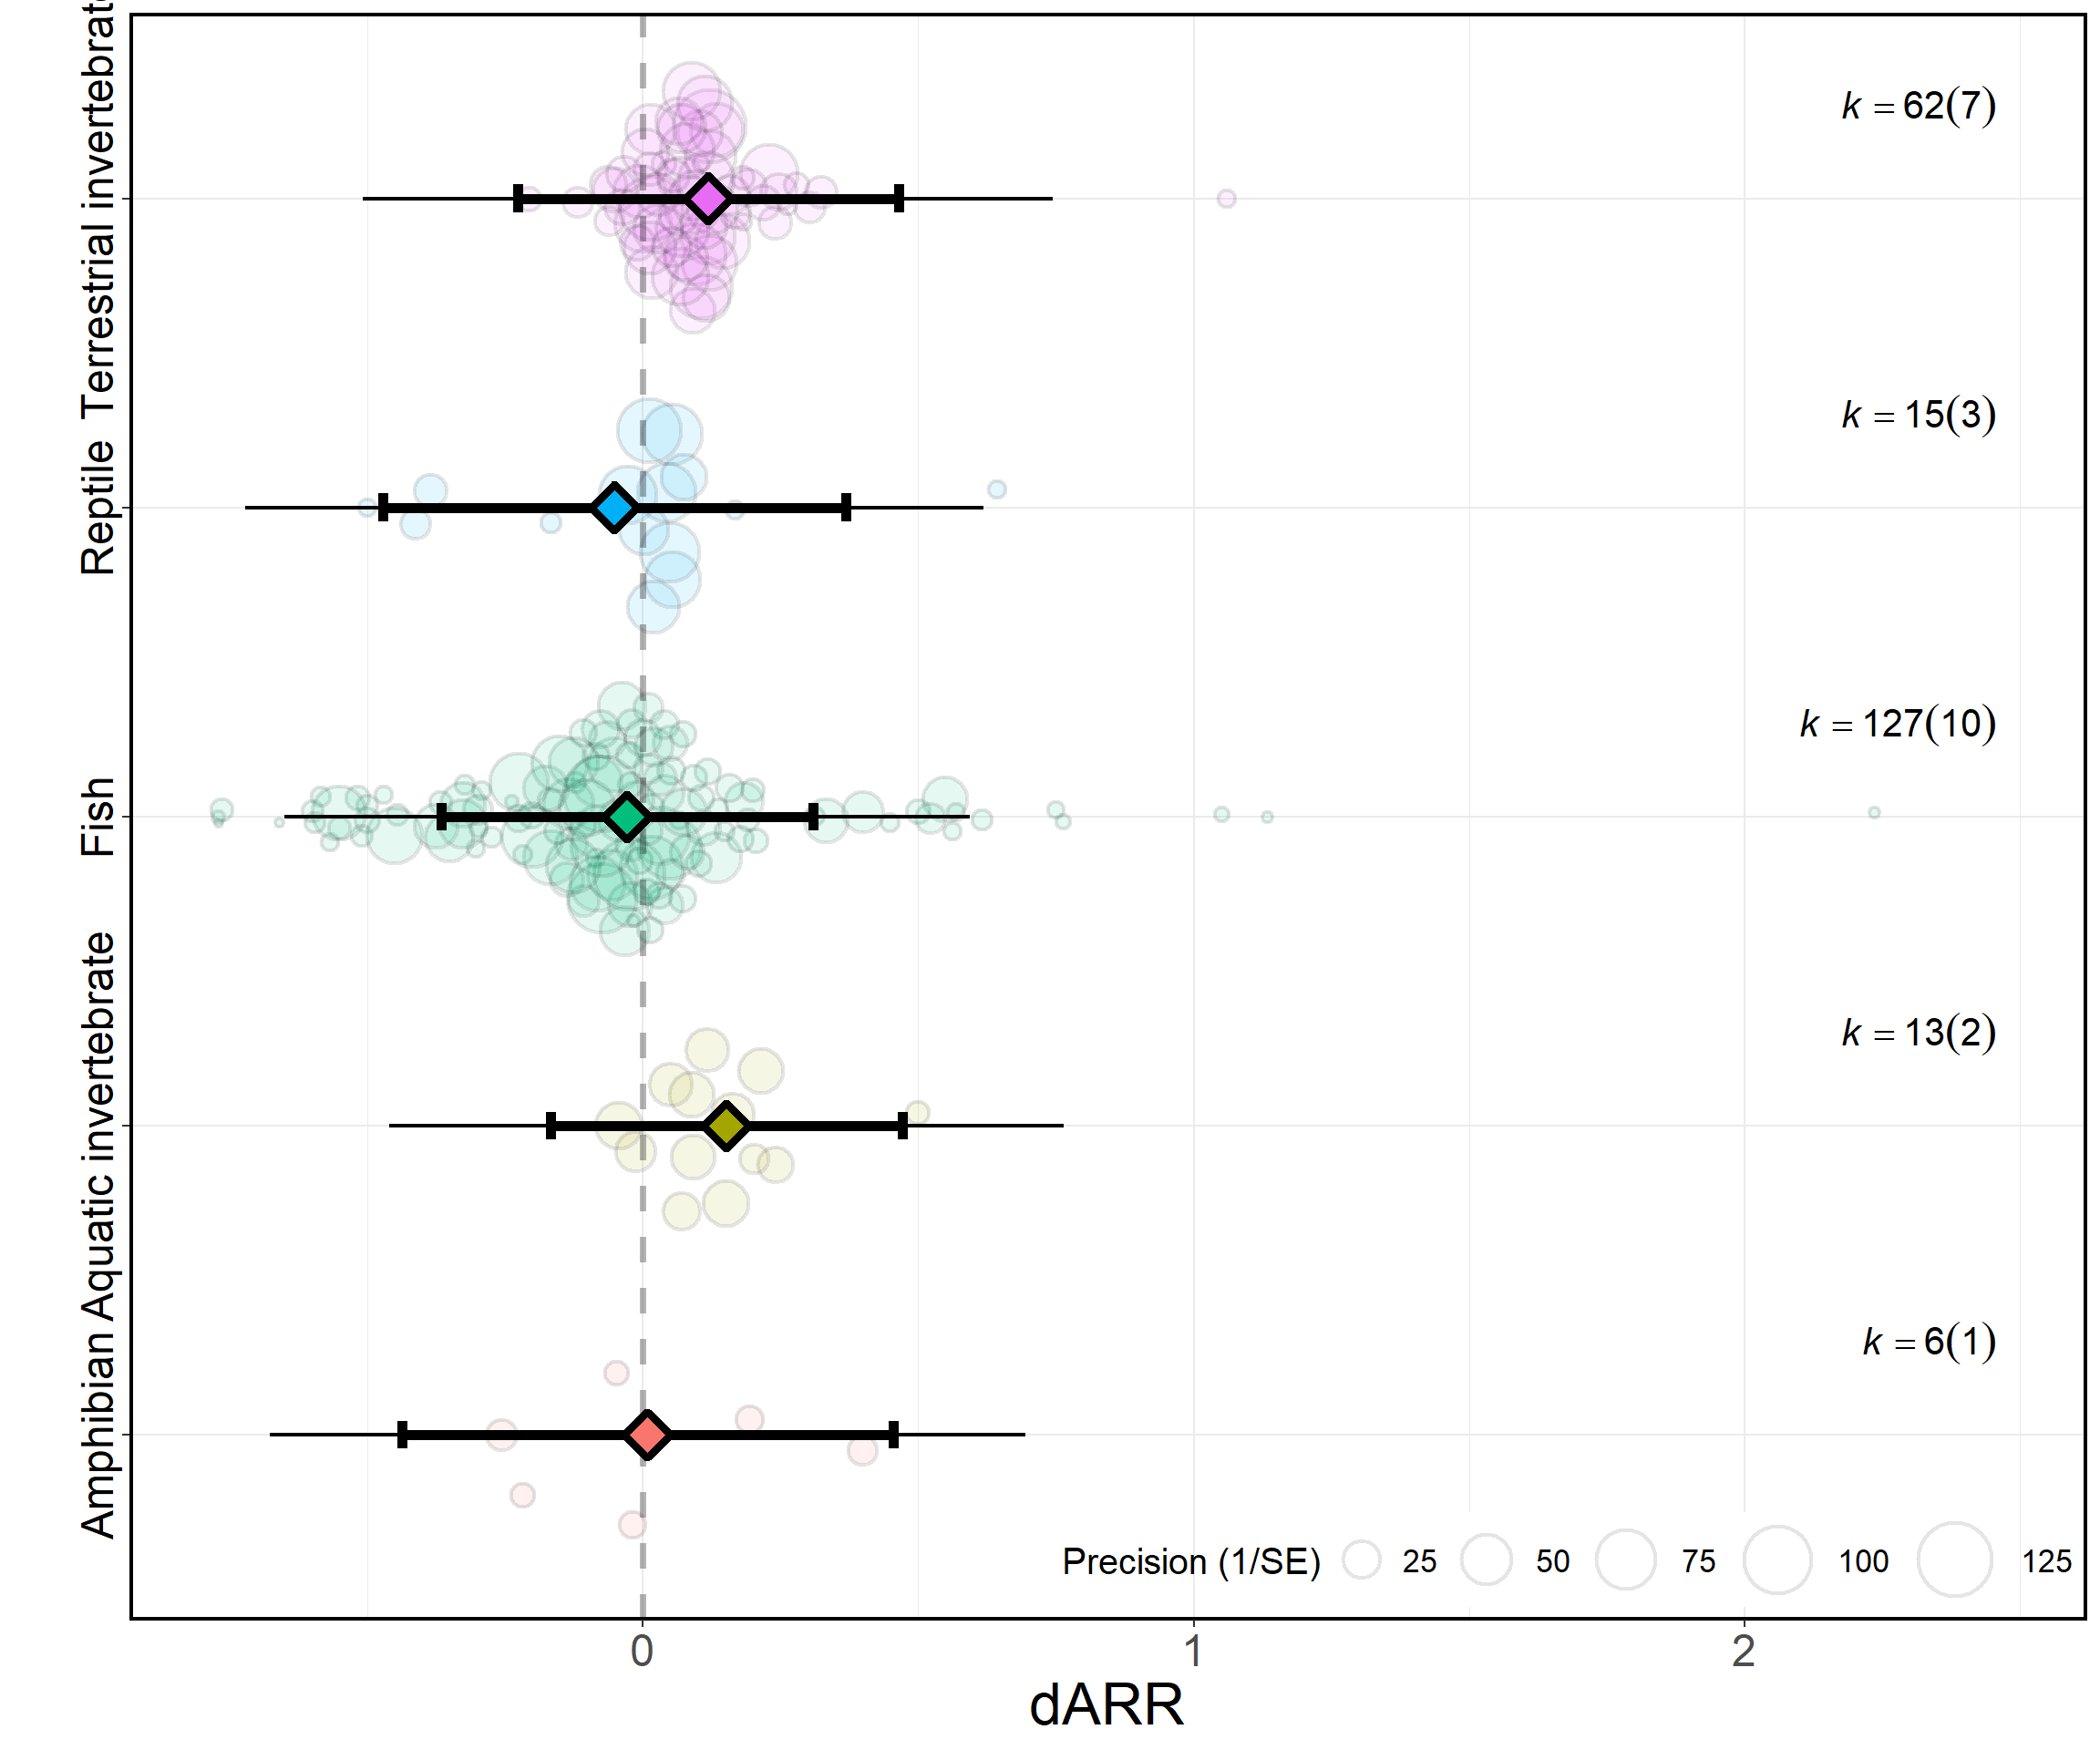 Terrestrial invertebrat
k = 62(7)
Reptile
k = 15(3)
Fish
k = 127(10)
Aquatic invertebrate
k = 13(2)
Amphibian
k = 6(1)
Precision (1/SE) 25 50 75 100 125
0 1 2
dARR